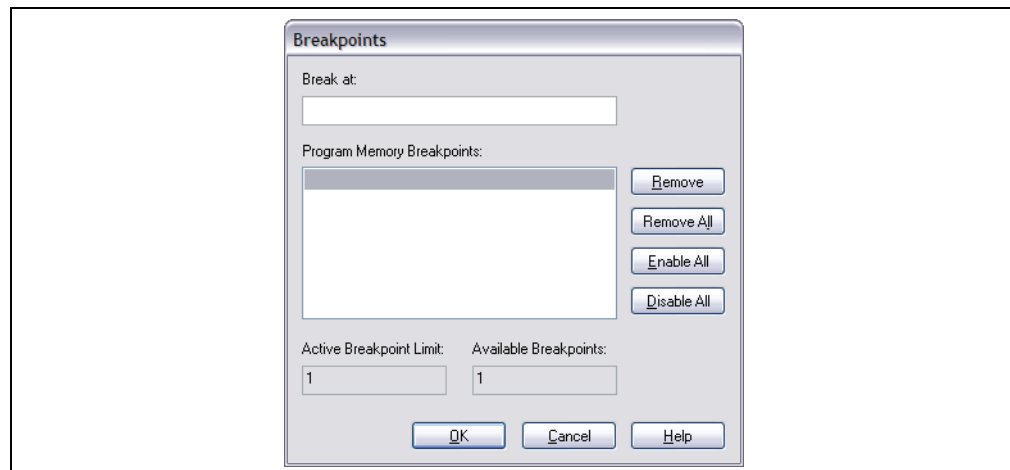 Breakpoints
Break at:
Program Memory Breakpoints:
Remove
Remove All
Enable All
Disable All
Active Breakpoint Limit: Available Breakpoints:
1 1
OK Cancel Help